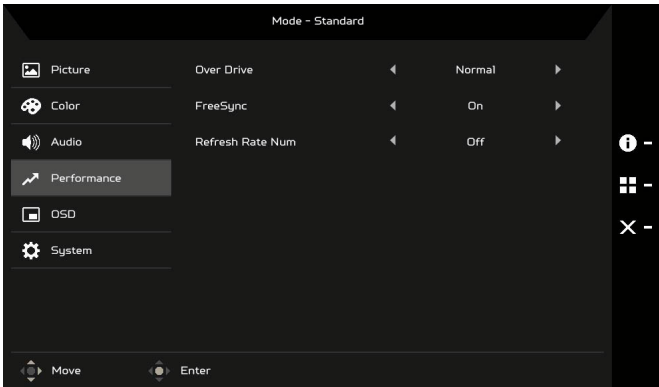 Mode - Standard
Picture
Over Drive Normal
Color
FreeSync On
Audio
Refresh Rate Num Off
Performance
OSD
System
Move Enter